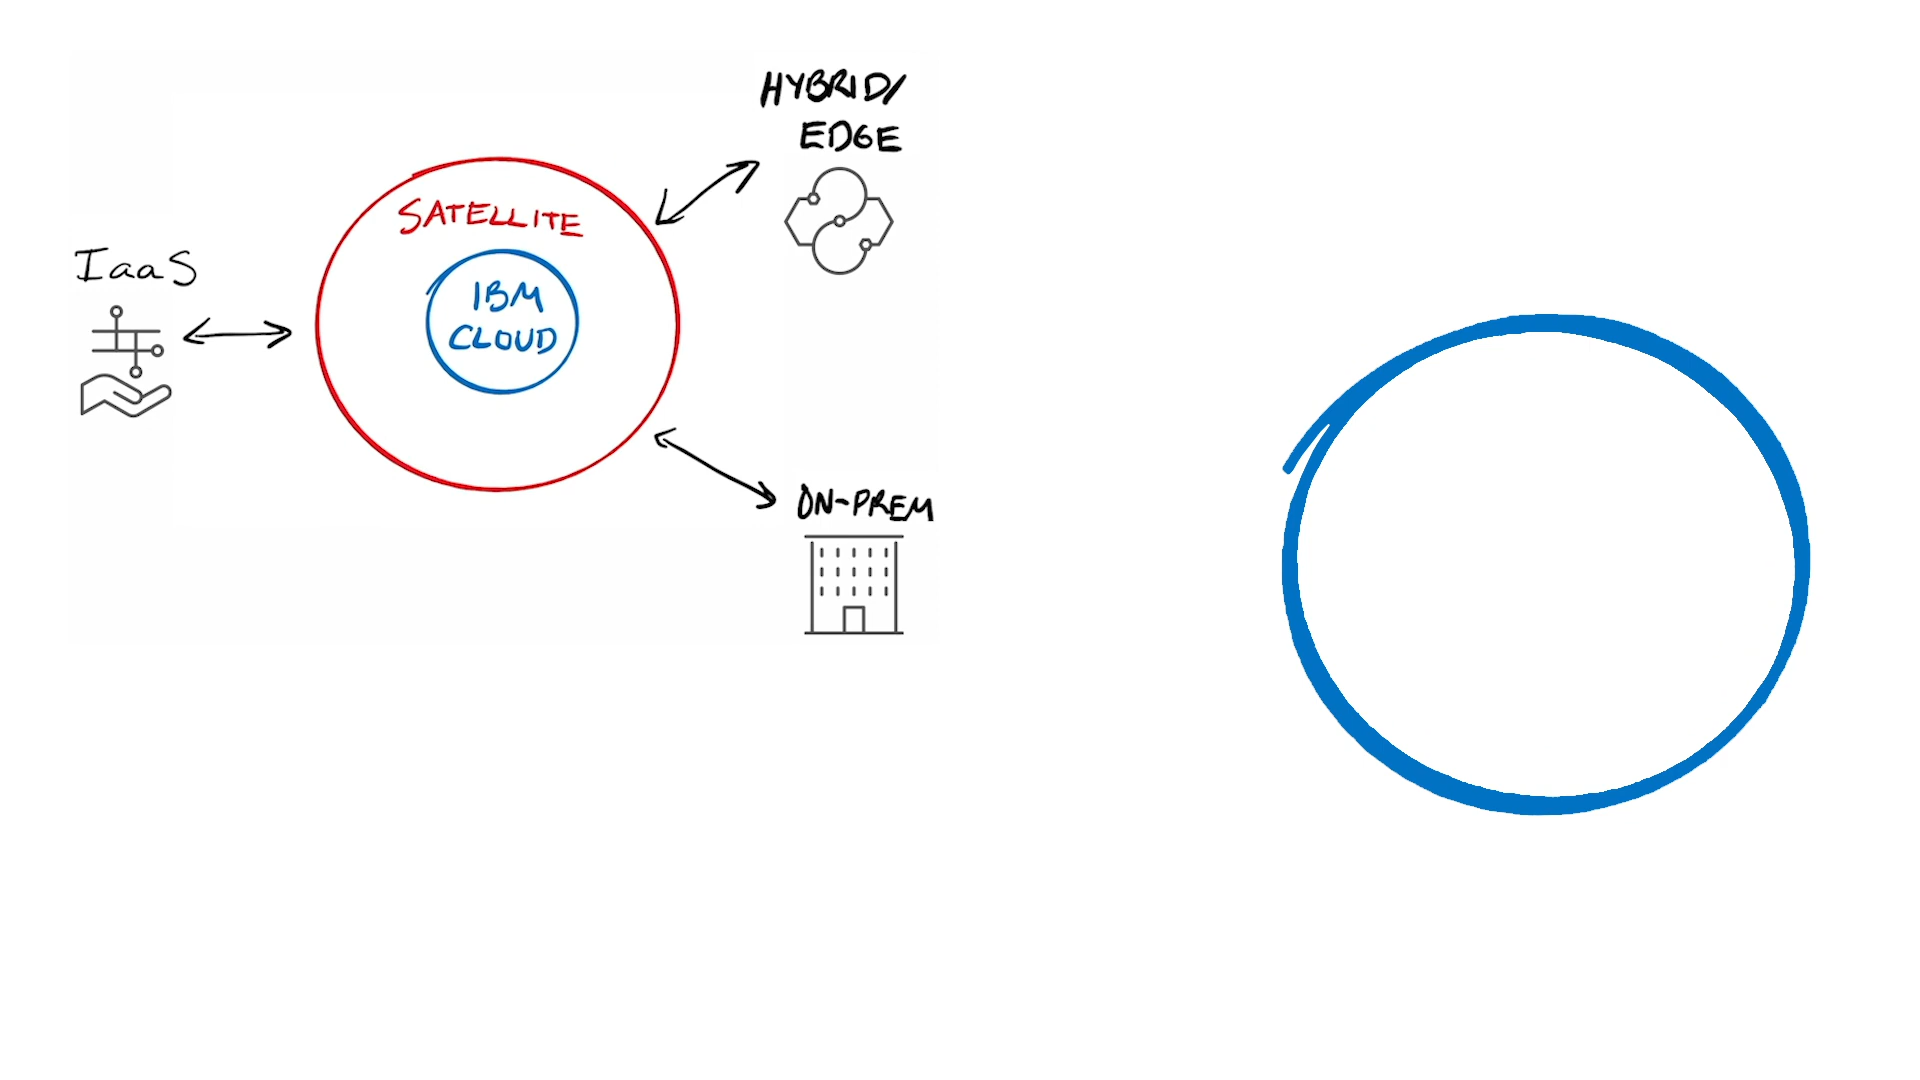 HYBRID/
EDGE
SATELLITE
IaaS
IBM
CLOUD
ON-PREM